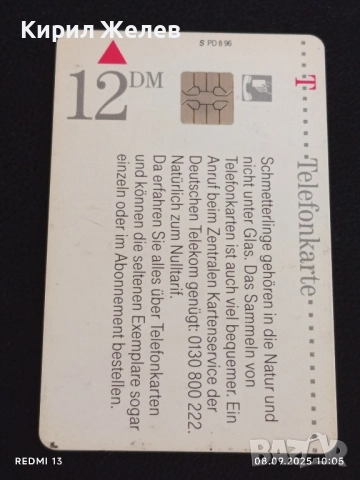 Кирил Желев
S PD 8 96
12 DM
T Telefonkarte
Schmetterlinge gehören in die Natur und
nicht unter Glas. Das Sammeln von
Telefonkarten ist auch viel bequemer. Ein
Anruf beim Zentralen Kartenservice der
Deutschen Telekom genügt: 0130 800 222.
Natürlich zum Nulltarif.
Da erfahren Sie alles über Telefonkarten
und können die seltenen Exemplare sogar
einzeln oder im Abonnement bestellen.
REDMI 13
08.09.2025 10:05
BAZAR